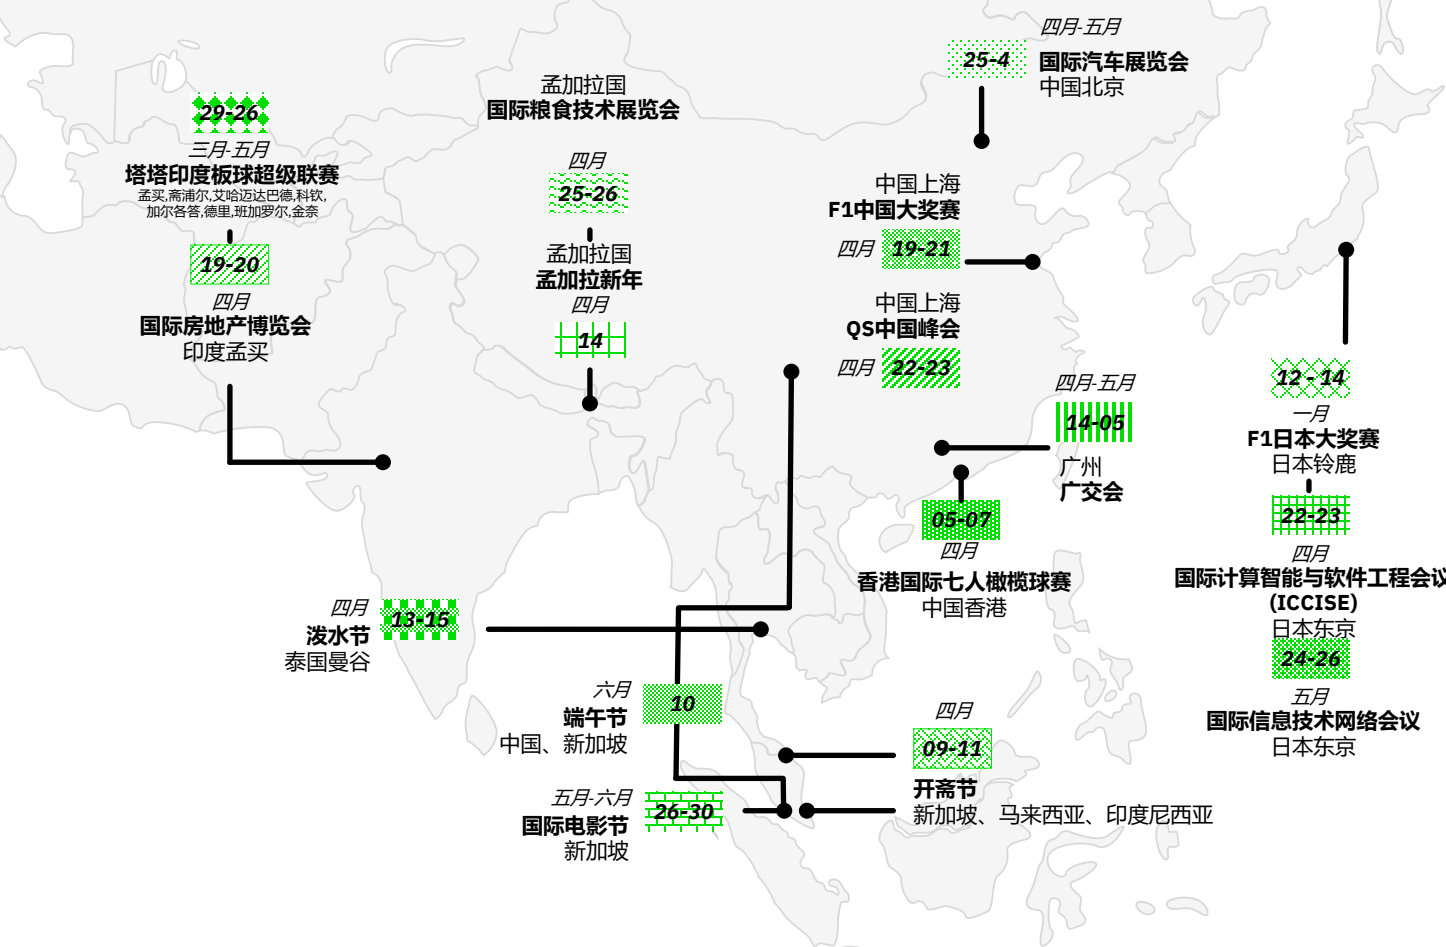 四月-五月
25-4
国际汽车展览会
中国北京
孟加拉国
国际粮食技术展览会
四月
25-26
孟加拉国
孟加拉新年
四月
14
29-26
三月-五月
塔塔印度板球超级联赛
孟买,斋浦尔,艾哈迈达巴德,科钦,
加尔各答,德里,班加罗尔,金奈
19-20
四月
国际房地产博览会
印度孟买
中国上海
F1中国大奖赛
四月
19-21
中国上海
QS中国峰会
四月
22-23
四月-五月
14-05
广州
广交会
05-07
四月
香港国际七人橄榄球赛
中国香港
12-14
一月
F1日本大奖赛
日本铃鹿
22-23
四月
国际计算智能与软件工程会议
(ICCISE)
日本东京
24-26
五月
国际信息技术网络会议
日本东京
四月
13-15
泼水节
泰国曼谷
六月
10
端午节
中国、新加坡
四月
09-11
开斋节
新加坡、马来西亚、印度尼西亚
五月-六月
26-30
国际电影节
新加坡